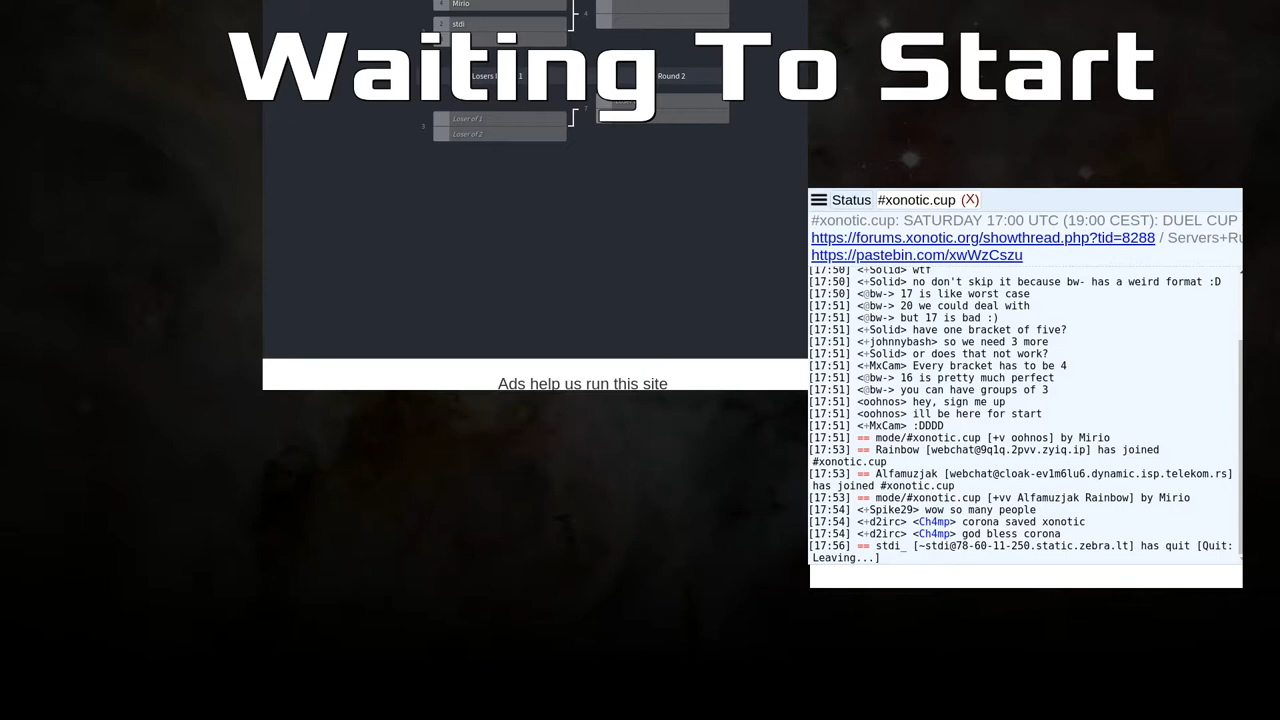 4 Mirio
4
2 stdi
Waiting To Start
Losers 1
Round 2
7
Loser of 1
3
Loser of 2
Status #xonotic.cup (X)
#xonotic.cup: SATURDAY 17:00 UTC (19:00 CEST): DUEL CUP
https://forums.xonotic.org/showthread.php?tid=8288 / Servers+Ru
https://pastebin.com/xwWzCszu
[17:50] <+Solid> wtf
[17:50] <+Solid> no don't skip it because bw- has a weird format :D
[17:50] <@bw-> 17 is like worst case
[17:51] <@bw-> 20 we could deal with
[17:51] <@bw-> but 17 is bad :)
[17:51] <+Solid> have one bracket of five?
[17:51] <+johnnybash> so we need 3 more
[17:51] <+Solid> or does that not work?
[17:51] <+MxCam> Every bracket has to be 4
[17:51] <@bw-> 16 is pretty much perfect
[17:51] <@bw-> you can have groups of 3
[17:51] <oohnos> hey, sign me up
[17:51] <oohnos> ill be here for start
[17:51] <+MxCam> :DDDD
[17:51] == mode/#xonotic.cup [+v oohnos] by Mirio
[17:53] == Rainbow [webchat@9q1q.2pvv.zyiq.ip] has joined
#xonotic.cup
[17:53] == Alfamuzjak [webchat@cloak-ev1m6lu6.dynamic.isp.telekom.rs]
has joined #xonotic.cup
[17:53] == mode/#xonotic.cup [+vv Alfamuzjak Rainbow] by Mirio
[17:54] <+Spike29> wow so many people
[17:54] <+d2irc> <Ch4mp> corona saved xonotic
[17:54] <+d2irc> <Ch4mp> god bless corona
[17:56] == stdi_ [~stdi@78-60-11-250.static.zebra.lt] has quit [Quit:
Leaving...]
Ads help us run this site